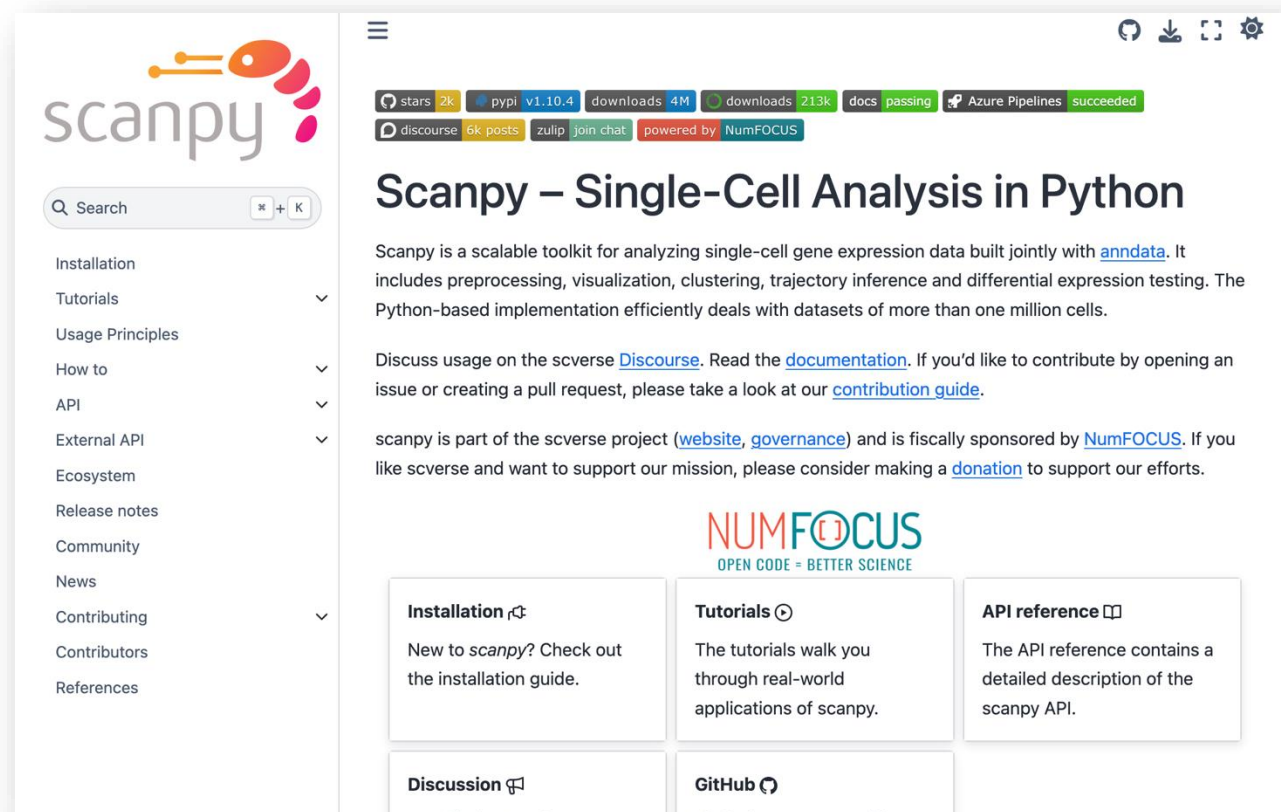 scanpy
Search
⌘ + K
Installation
Tutorials
Usage Principles
How to
API
External API
Ecosystem
Release notes
Community
News
Contributing
Contributors
References
stars 2k pypi v1.10.4 downloads 4M downloads 213k docs passing Azure Pipelines succeeded
discourse 6k posts zulip join chat powered by NumFOCUS
Scanpy – Single-Cell Analysis in Python
Scanpy is a scalable toolkit for analyzing single-cell gene expression data built jointly with anndata. It
includes preprocessing, visualization, clustering, trajectory inference and differential expression testing. The
Python-based implementation efficiently deals with datasets of more than one million cells.
Discuss usage on the scverse Discourse. Read the documentation. If you’d like to contribute by opening an
issue or creating a pull request, please take a look at our contribution guide.
scanpy is part of the scverse project (website, governance) and is fiscally sponsored by NumFOCUS. If you
like scverse and want to support our mission, please consider making a donation to support our efforts.
NUMFOCUS
OPEN CODE = BETTER SCIENCE
Installation
New to scanpy? Check out
the installation guide.
Tutorials
The tutorials walk you
through real-world
applications of scanpy.
API reference
The API reference contains a
detailed description of the
scanpy API.
Discussion
GitHub